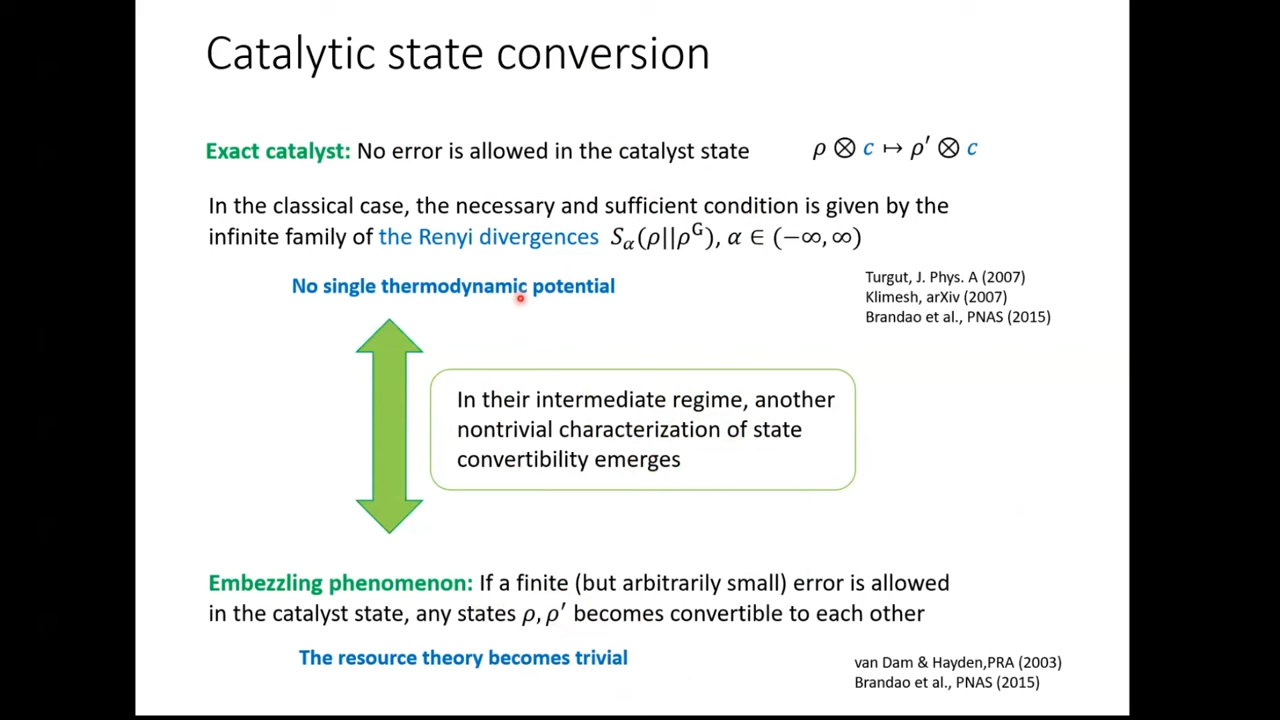 Catalytic state conversion
Exact catalyst: No error is allowed in the catalyst state
ρ ⊗ c ↦ ρ′ ⊗ c
In the classical case, the necessary and sufficient condition is given by the
infinite family of the Renyi divergences S_α(ρ||ρ^G), α ∈ (−∞, ∞)
No single thermodynamic potential
Turgut, J. Phys. A (2007)
Klimesh, arXiv (2007)
Brandao et al., PNAS (2015)
In their intermediate regime, another
nontrivial characterization of state
convertibility emerges
Embezzling phenomenon: If a finite (but arbitrarily small) error is allowed
in the catalyst state, any states ρ, ρ′ becomes convertible to each other
The resource theory becomes trivial
van Dam & Hayden,PRA (2003)
Brandao et al., PNAS (2015)